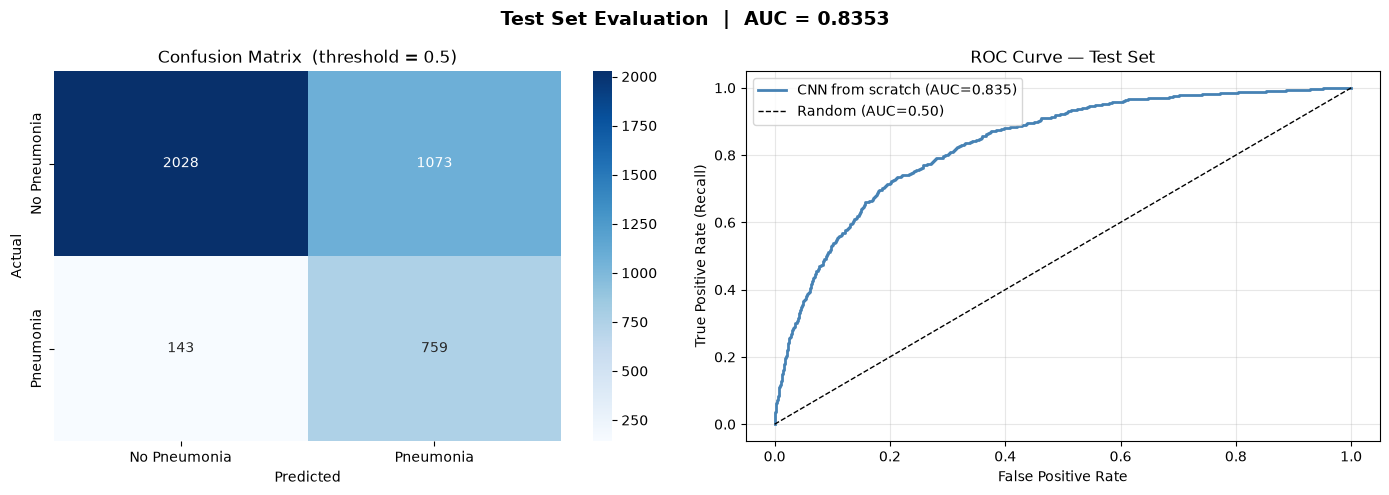 Test Set Evaluation | AUC = 0.8353
Confusion Matrix (threshold = 0.5)
Actual
No Pneumonia
Pneumonia
2028
1073
143
759
No Pneumonia
Pneumonia
Predicted
2000
1750
1500
1250
1000
750
500
250
ROC Curve — Test Set
CNN from scratch (AUC=0.835)
Random (AUC=0.50)
True Positive Rate (Recall)
1.0
0.8
0.6
0.4
0.2
0.0
0.0
0.2
0.4
0.6
0.8
1.0
False Positive Rate